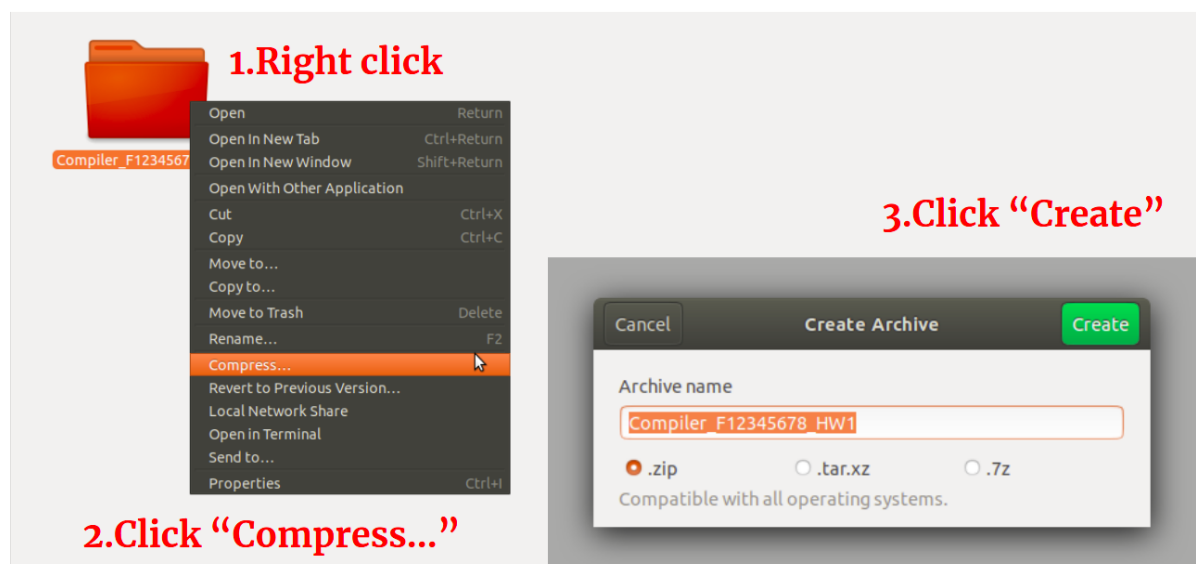 1.Right click
Compiler_F1234567
Open Return
Open In New Tab Ctrl+Return
Open In New Window Shift+Return
Open With Other Application
Cut Ctrl+X
Copy Ctrl+C
Move to…
Copy to…
Move to Trash Delete
Rename… F2
Compress…
Revert to Previous Version…
Local Network Share
Open in Terminal
Send to…
Properties Ctrl+I
2.Click “Compress…”
3.Click “Create”
Cancel Create Archive Create
Archive name
Compiler_F12345678_HW1
.zip .tar.xz .7z
Compatible with all operating systems.